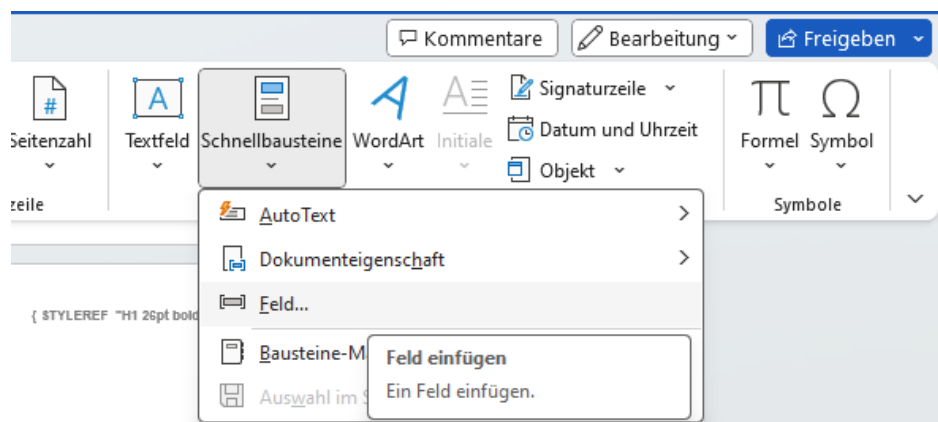 Kommentare Bearbeitung Freigeben
#
Seitenzahl
A
Textfeld
Schnellbausteine
A
WordArt
A
Initiale
Signaturzeile
Datum und Uhrzeit
Objekt
π
Formel
Ω
Symbol
zeile
Symbole
AutoText
Dokumenteigenschaft
Feld...
{ STYLEREF "H1 26pt bold
Bausteine-M
Feld einfügen
Auswahl im S
Ein Feld einfügen.